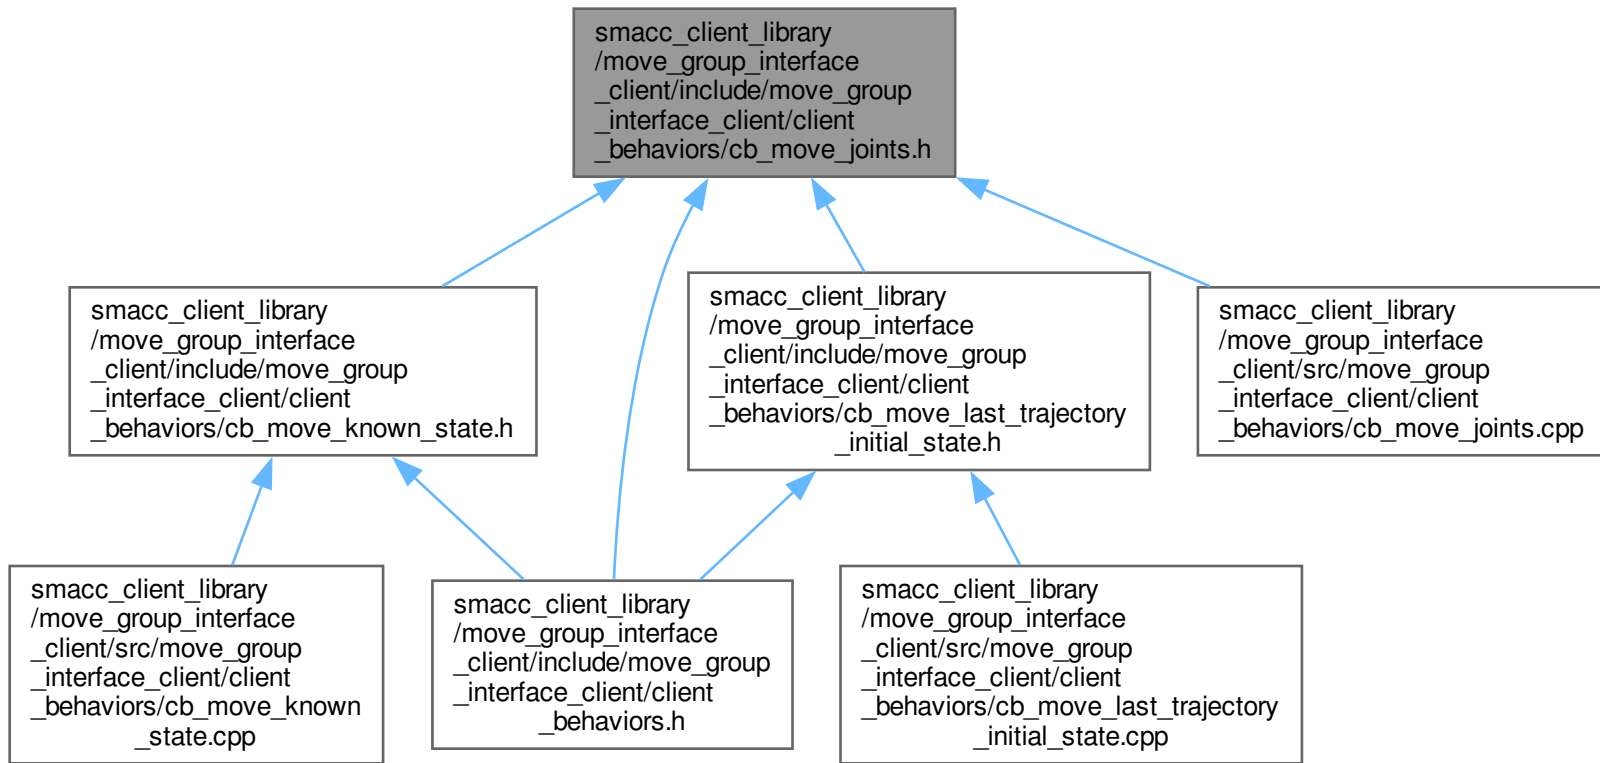 smacc_client_library
/move_group_interface
_client/include/move_group
_interface_client/client
_behaviors/cb_move_joints.h
smacc_client_library
/move_group_interface
_client/include/move_group
_interface_client/client
_behaviors/cb_move_known_state.h
smacc_client_library
/move_group_interface
_client/include/move_group
_interface_client/client
_behaviors/cb_move_last_trajectory
_initial_state.h
smacc_client_library
/move_group_interface
_client/src/move_group
_interface_client/client
_behaviors/cb_move_joints.cpp
smacc_client_library
/move_group_interface
_client/src/move_group
_interface_client/client
_behaviors/cb_move_known
_state.cpp
smacc_client_library
/move_group_interface
_client/include/move_group
_interface_client/client
_behaviors.h
smacc_client_library
/move_group_interface
_client/src/move_group
_interface_client/client
_behaviors/cb_move_last_trajectory
_initial_state.cpp